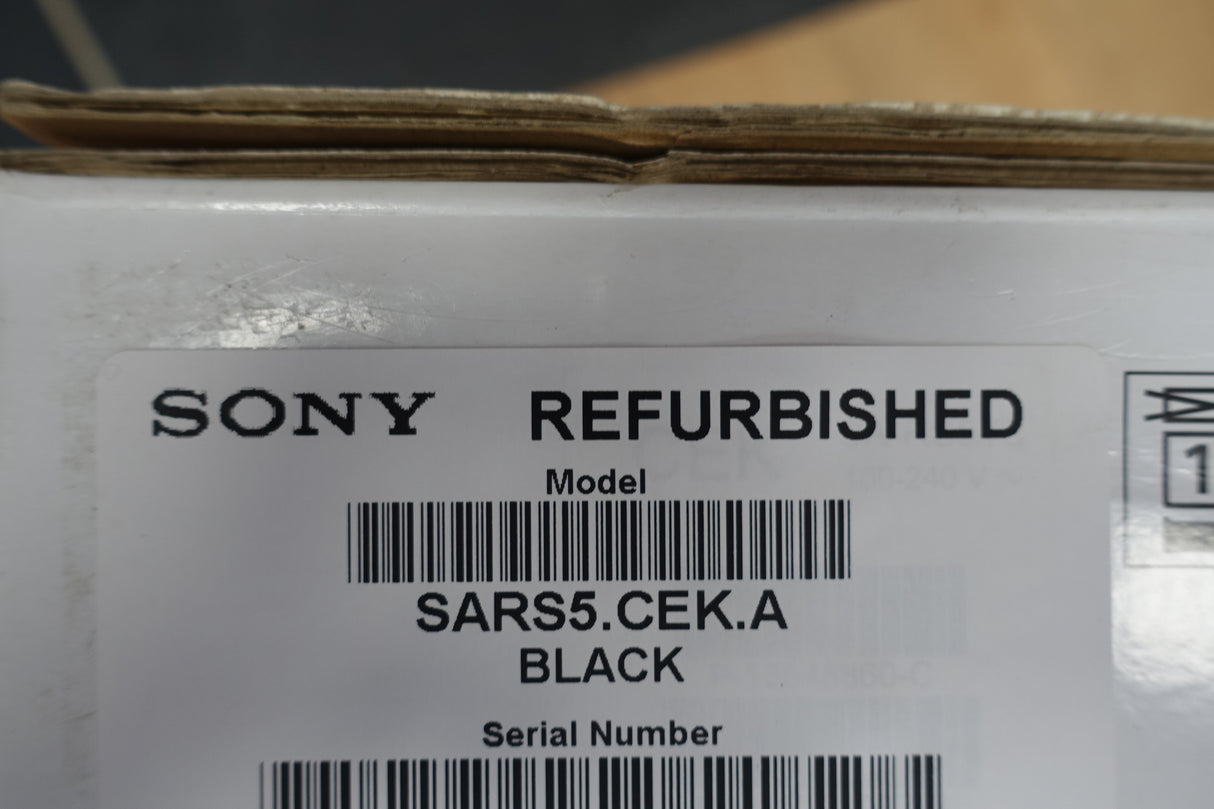 SONY REFURBISHED
Model
SARS5.CEK.A
BLACK
Serial Number